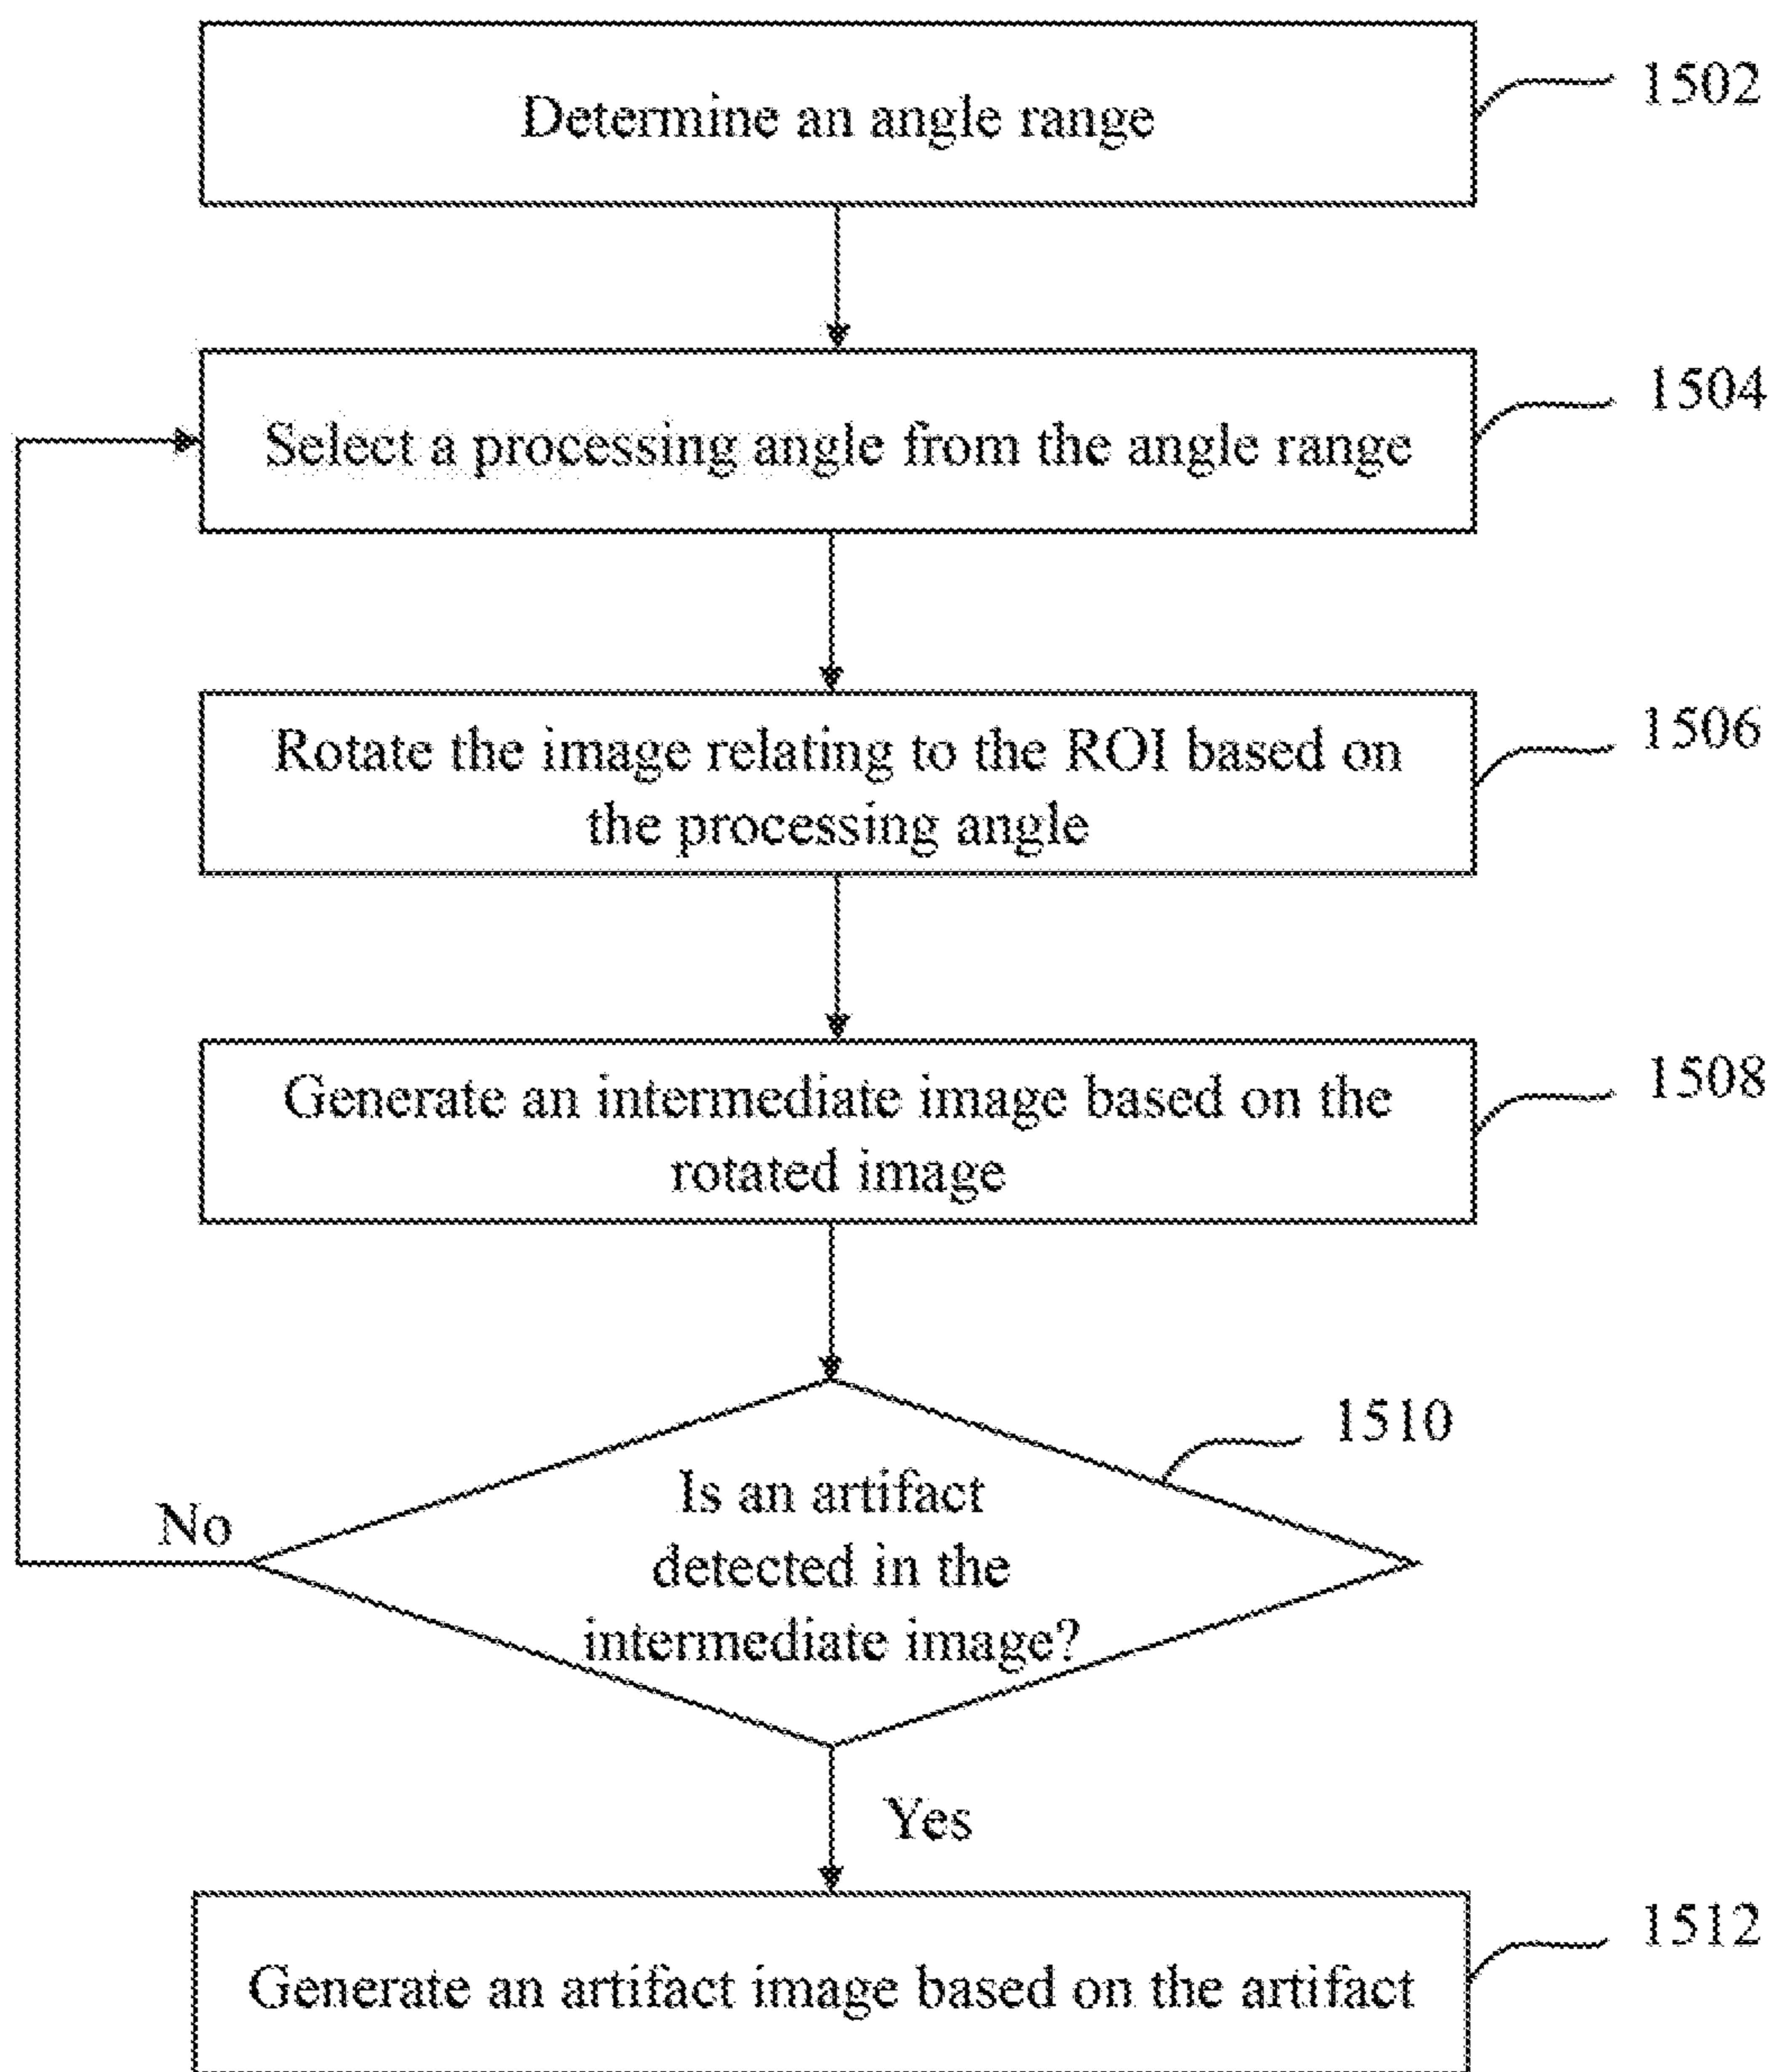 Determine an angle range
1502
Select a processing angle from the angle range
1504
Rotate the image relating to the ROI based on
the processing angle
1506
Generate an intermediate image based on the
rotated image
1508
Is an artifact
detected in the
intermediate image?
1510
No
Yes
Generate an artifact image based on the artifact
1512